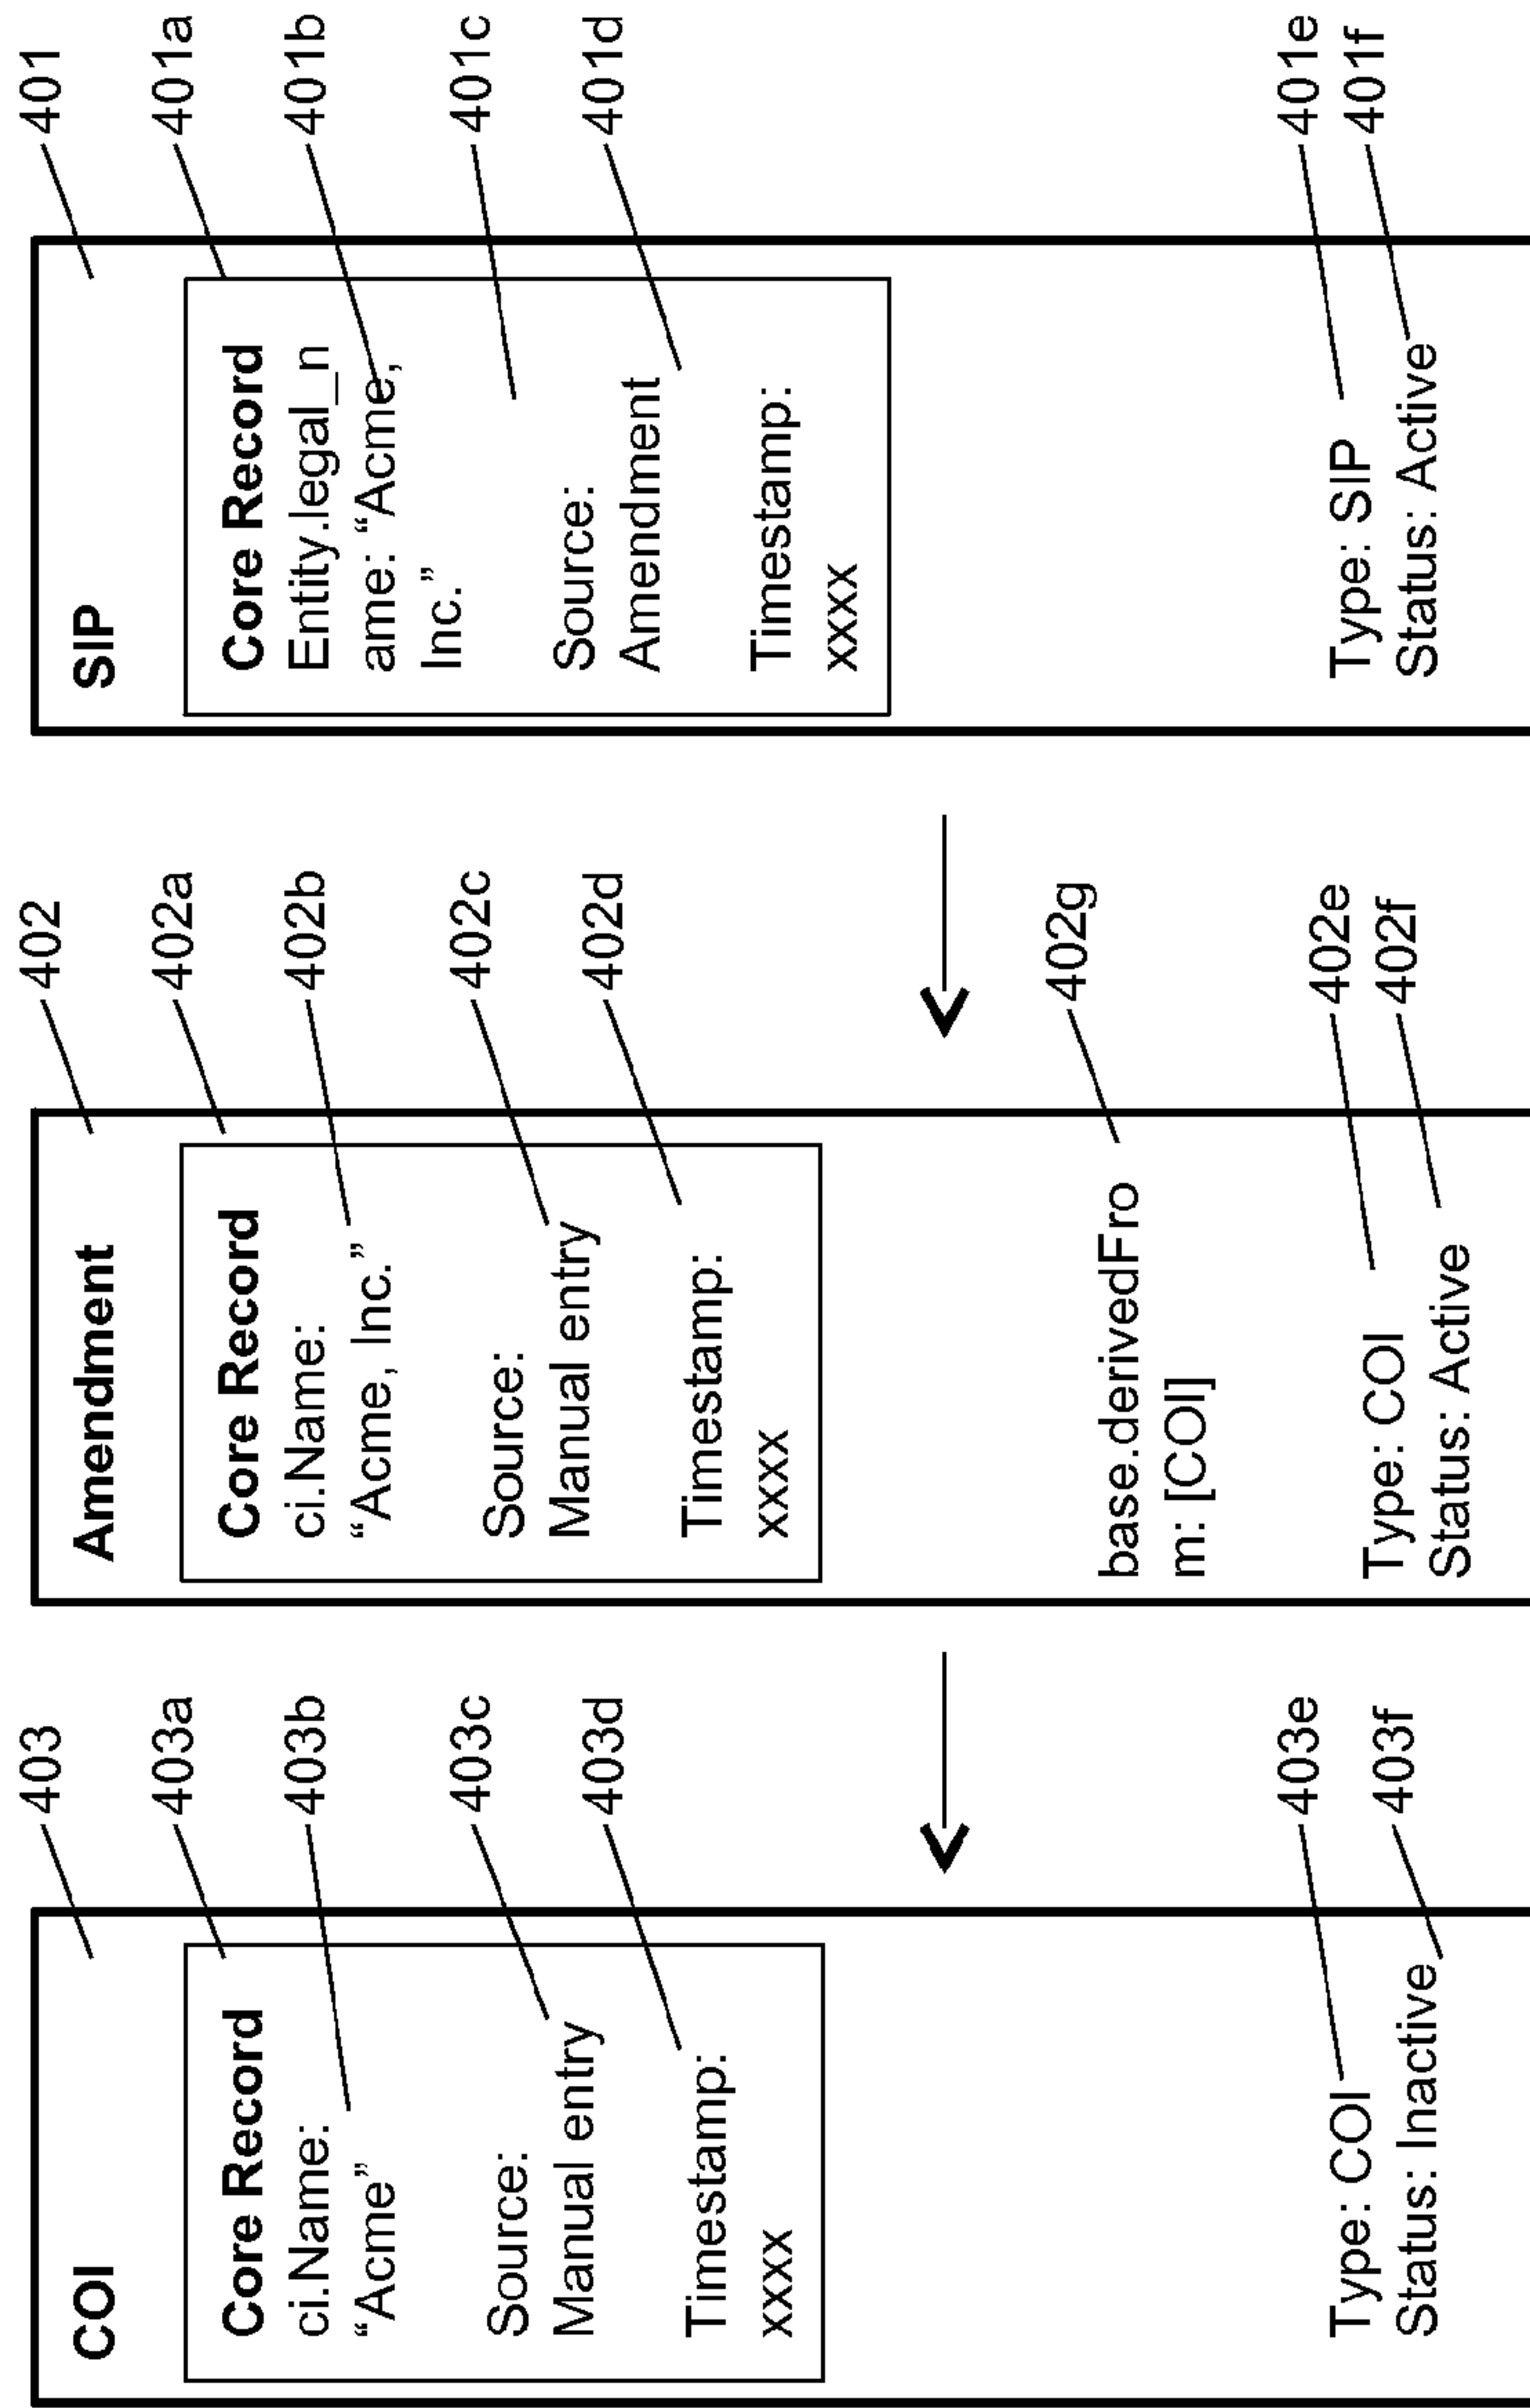 COI
403
Core Record
403a
ci.Name:
“Acme”
403b
Source:
Manual entry
403c
Timestamp:
xxxx
403d
Type: COI
403e
Status: Inactive
403f
Amendment
402
Core Record
402a
ci.Name:
“Acme, Inc.”
402b
Source:
Manual entry
402c
Timestamp:
xxxx
402d
base.derivedFro
m: [COI]
402g
Type: COI
402e
Status: Active
402f
SIP
401
Core Record
401a
Entity.legal_n
ame: “Acme,
Inc.”
401b
Source:
Amendment
401c
Timestamp:
xxxx
401d
Type: SIP
401e
Status: Active
401f